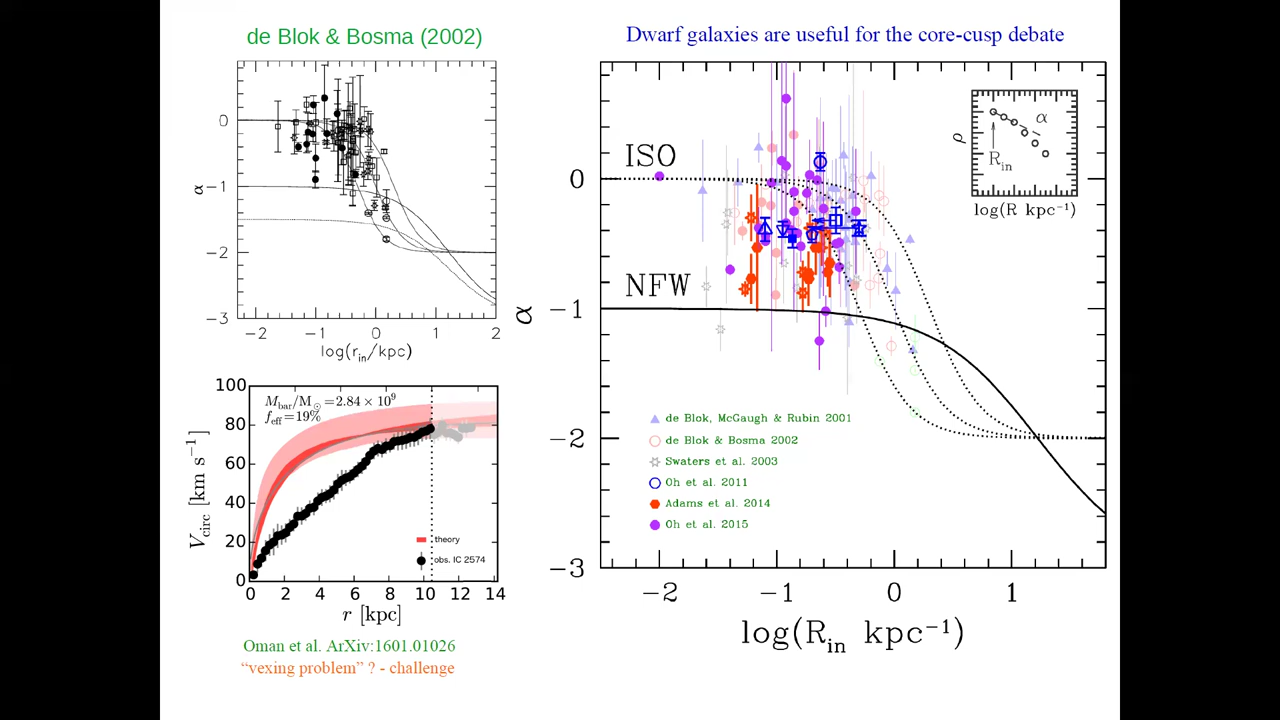 de Blok & Bosma (2002)
0
−1
−2
−3
α
−2 −1 0 1 2
log(r_in/kpc)
100
80
60
40
20
0
V_circ [km s⁻¹]
M_bar/M_⊙ = 2.84 × 10⁹
f_eff = 19%
theory
obs. IC 2574
0 2 4 6 8 10 12 14
r [kpc]
Oman et al. ArXiv:1601.01026
“vexing problem” ? - challenge
Dwarf galaxies are useful for the core-cusp debate
0
−1
−2
−3
α
ISO
NFW
ρ
R_in
α
log(R kpc⁻¹)
de Blok, McGaugh & Rubin 2001
de Blok & Bosma 2002
Swaters et al. 2003
Oh et al. 2011
Adams et al. 2014
Oh et al. 2015
−2 −1 0 1
log(R_in kpc⁻¹)